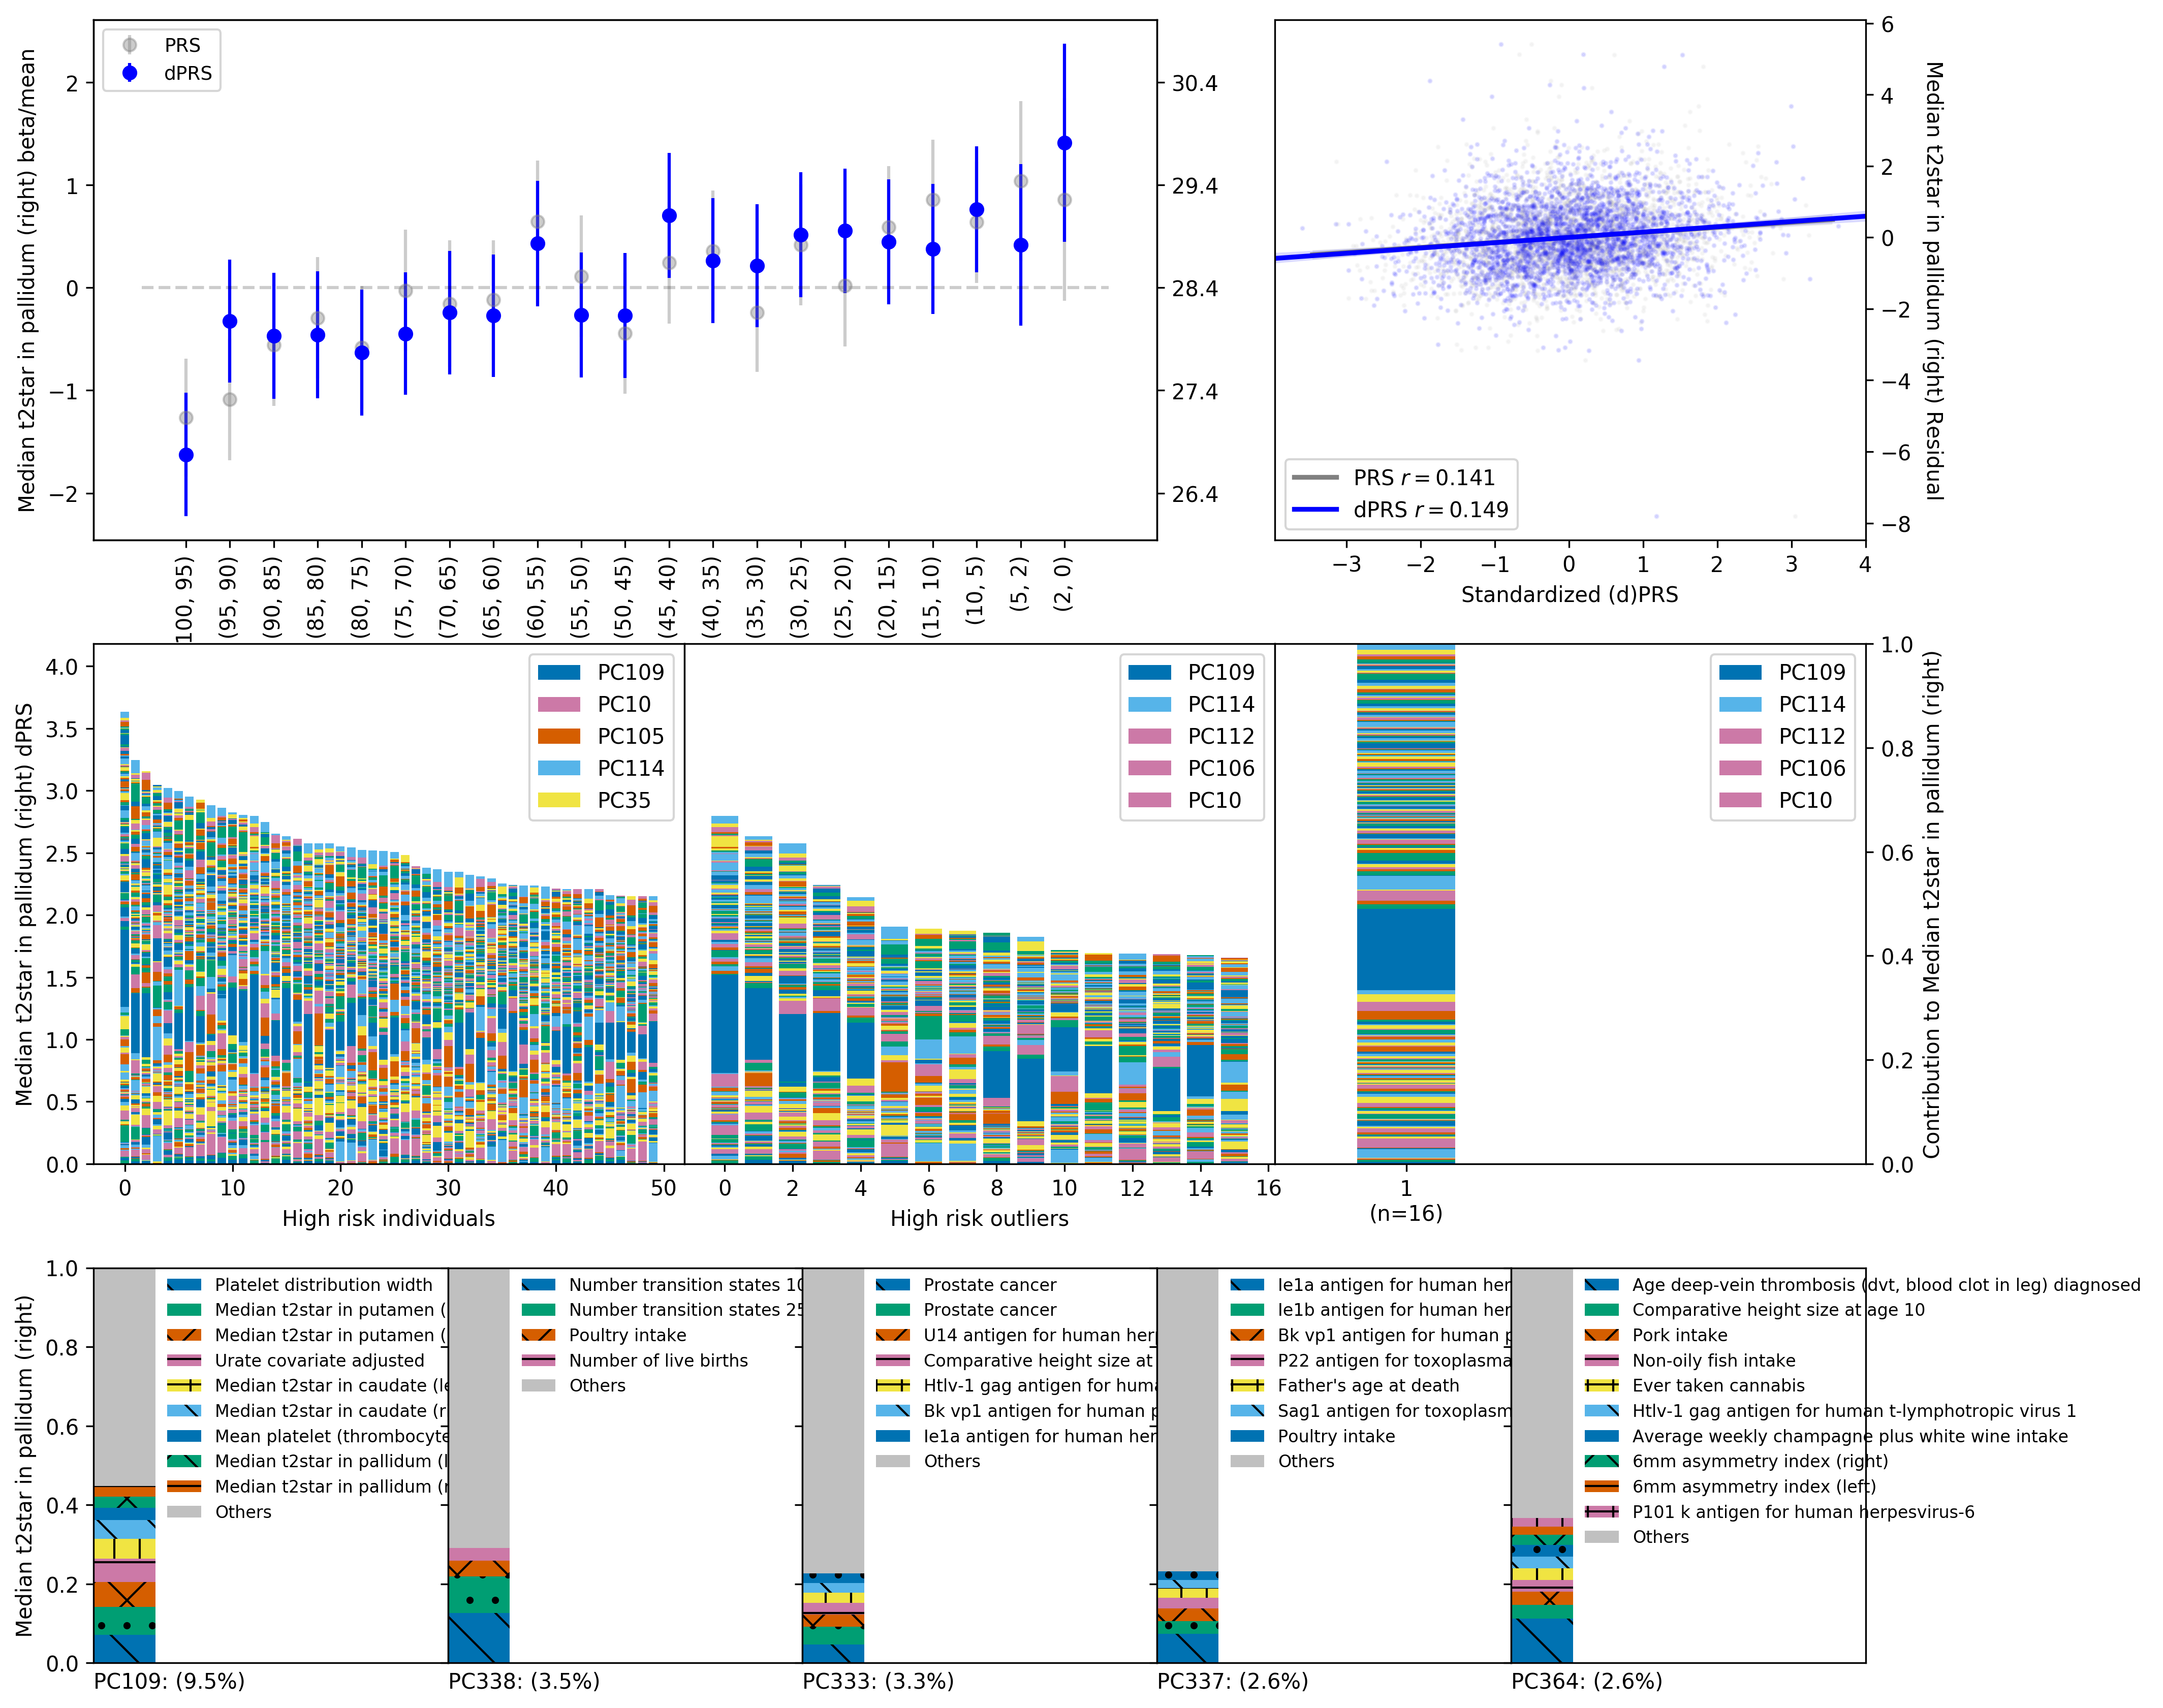 PRS
dPRS
Median t2star in pallidum (right) beta/mean
2
1
0
−1
−2
30.4
29.4
28.4
27.4
26.4
100, 95)
(95, 90)
(90, 85)
(85, 80)
(80, 75)
(75, 70)
(70, 65)
(65, 60)
(60, 55)
(55, 50)
(50, 45)
(45, 40)
(40, 35)
(35, 30)
(30, 25)
(25, 20)
(20, 15)
(15, 10)
(10, 5)
(5, 2)
(2, 0)
PRS r = 0.141
dPRS r = 0.149
6
4
2
0
−2
−4
−6
−8
Median t2star in pallidum (right) Residual
−3 −2 −1 0 1 2 3 4
Standardized (d)PRS
Median t2star in pallidum (right) dPRS
4.0
3.5
3.0
2.5
2.0
1.5
1.0
0.5
0.0
PC109
PC10
PC105
PC114
PC35
0 10 20 30 40 50
High risk individuals
PC109
PC114
PC112
PC106
PC10
0 2 4 6 8 10 12 14 16
High risk outliers
PC109
PC114
PC112
PC106
PC10
1
(n=16)
1.0
0.8
0.6
0.4
0.2
0.0
Contribution to Median t2star in pallidum (right)
Median t2star in pallidum (right)
1.0
0.8
0.6
0.4
0.2
0.0
Platelet distribution width
Median t2star in putamen (
Median t2star in putamen (
Urate covariate adjusted
Median t2star in caudate (le
Median t2star in caudate (r
Mean platelet (thrombocyte
Median t2star in pallidum (l
Median t2star in pallidum (r
Others
PC109: (9.5%)
Number transition states 10
Number transition states 25
Poultry intake
Number of live births
Others
PC338: (3.5%)
Prostate cancer
Prostate cancer
U14 antigen for human her
Comparative height size at
Htlv-1 gag antigen for huma
Bk vp1 antigen for human p
Ie1a antigen for human her
Others
PC333: (3.3%)
Ie1a antigen for human her
Ie1b antigen for human her
Bk vp1 antigen for human p
P22 antigen for toxoplasma
Father's age at death
Sag1 antigen for toxoplasm
Poultry intake
Others
PC337: (2.6%)
Age deep-vein thrombosis (dvt, blood clot in leg) diagnosed
Comparative height size at age 10
Pork intake
Non-oily fish intake
Ever taken cannabis
Htlv-1 gag antigen for human t-lymphotropic virus 1
Average weekly champagne plus white wine intake
6mm asymmetry index (right)
6mm asymmetry index (left)
P101 k antigen for human herpesvirus-6
Others
PC364: (2.6%)